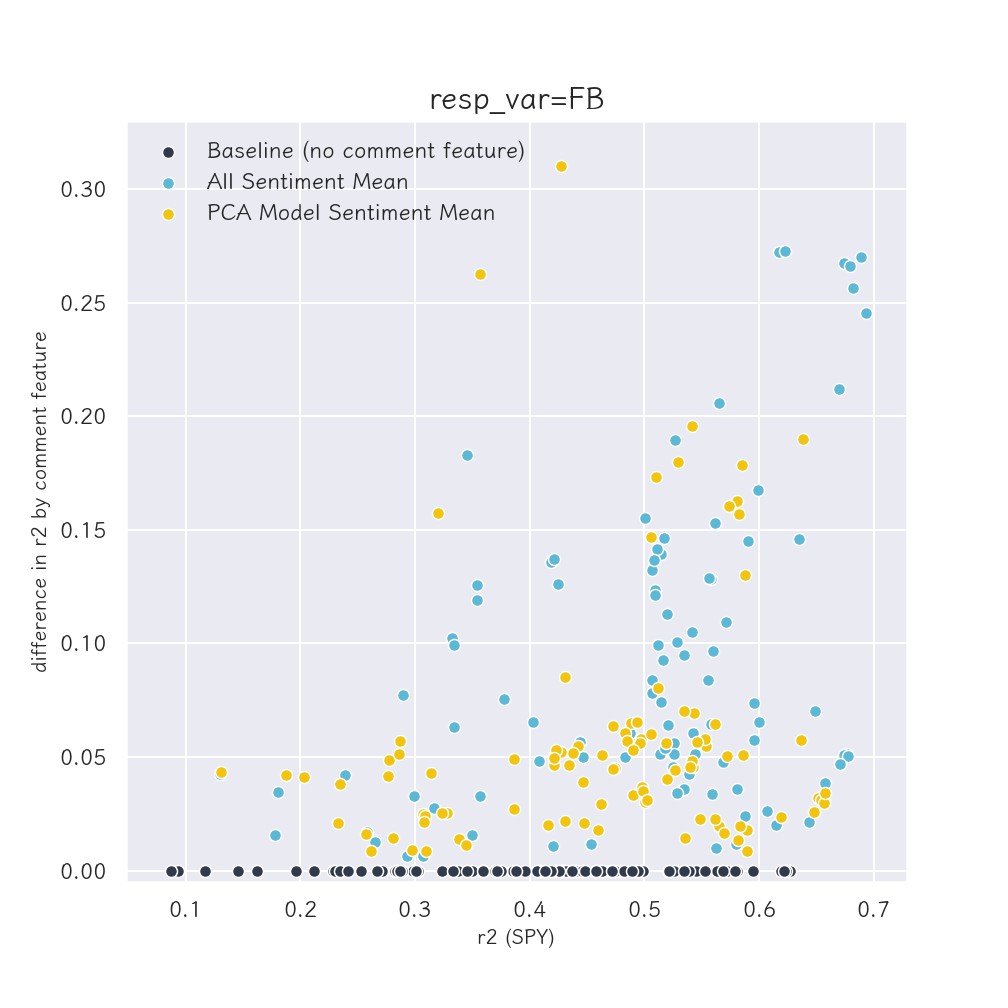 resp_var=FB
Baseline (no comment feature)
All Sentiment Mean
PCA Model Sentiment Mean
difference in r2 by comment feature
0.30
0.25
0.20
0.15
0.10
0.05
0.00
0.1 0.2 0.3 0.4 0.5 0.6 0.7
r2 (SPY)